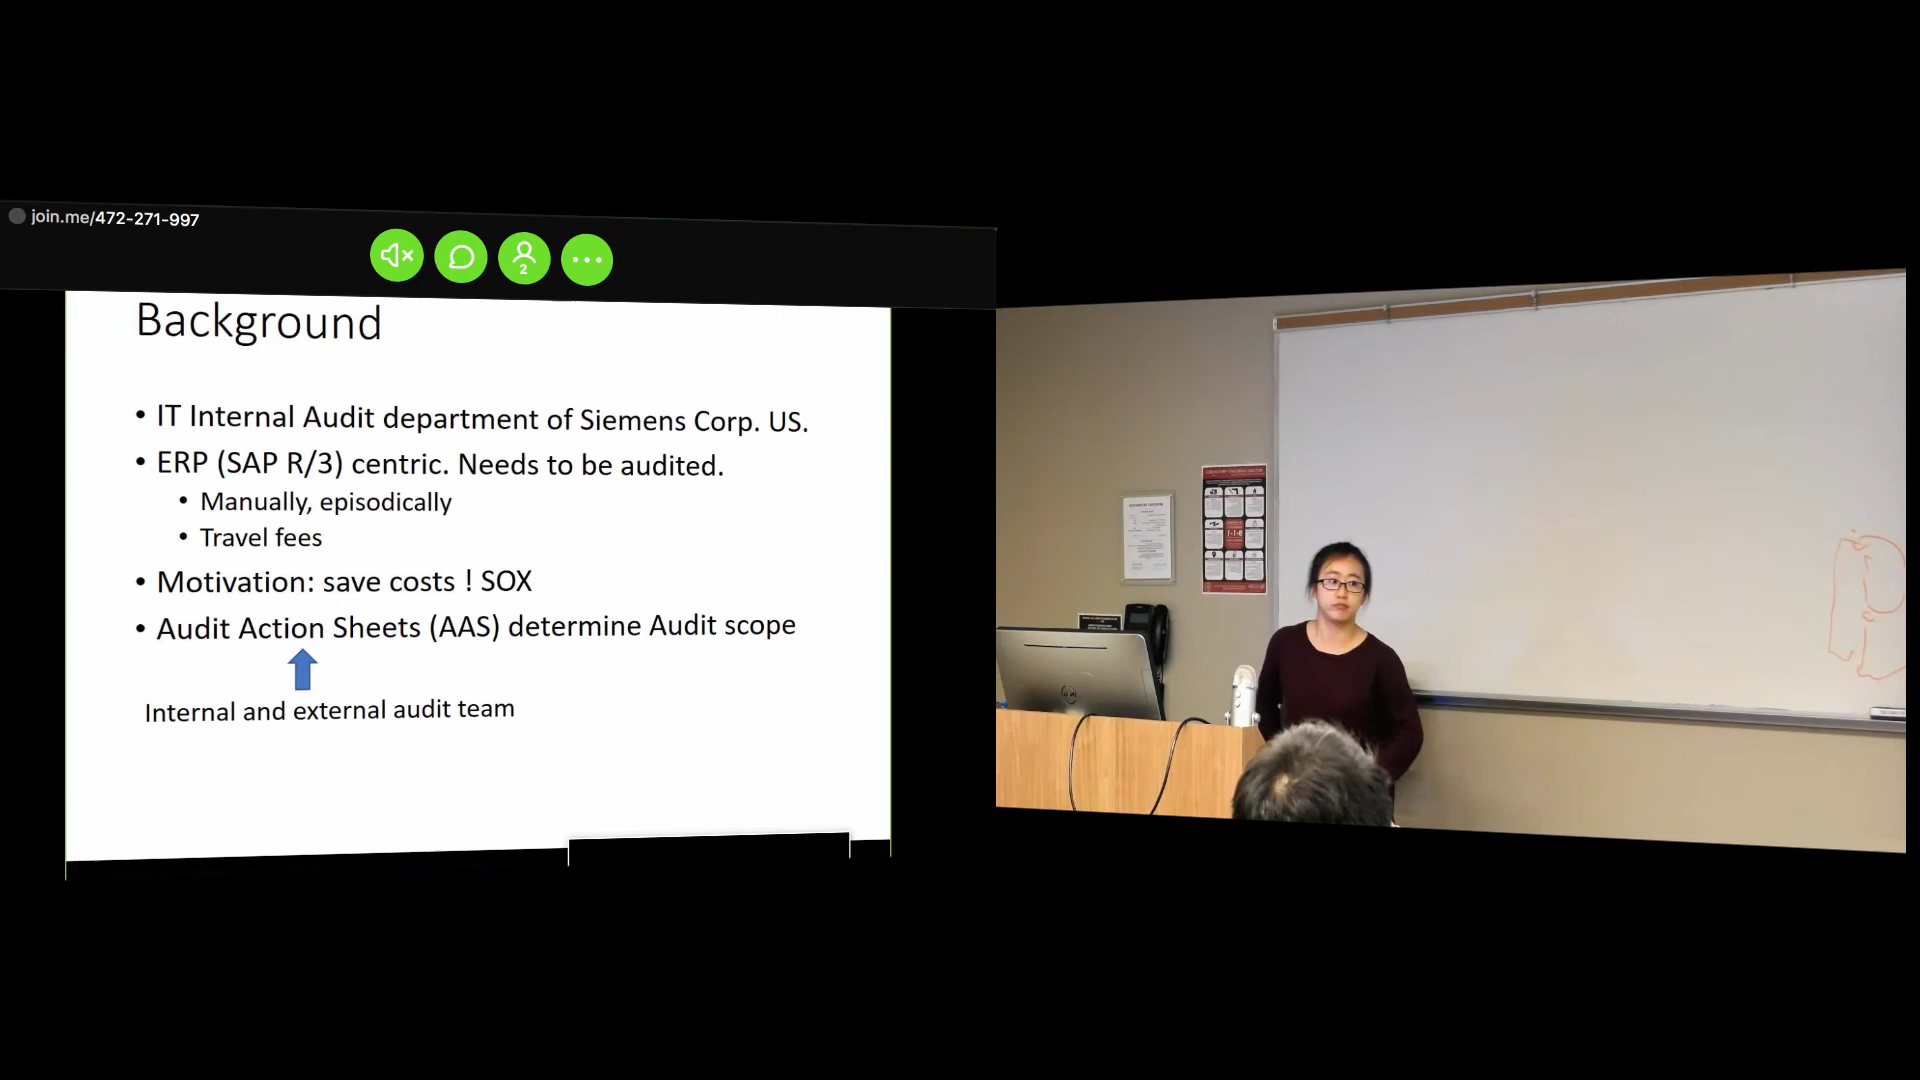 join.me/472-271-997
2
Background
• IT Internal Audit department of Siemens Corp. US.
• ERP (SAP R/3) centric. Needs to be audited.
• Manually, episodically
• Travel fees
• Motivation: save costs ! SOX
• Audit Action Sheets (AAS) determine Audit scope
Internal and external audit team